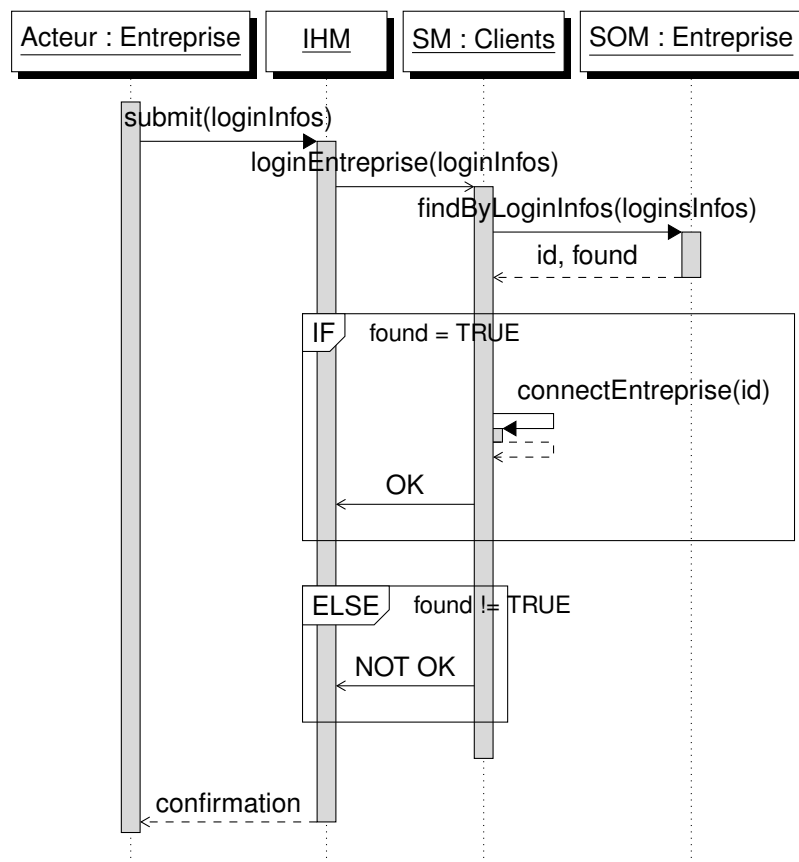 Acteur : Entreprise
IHM
SM : Clients
SOM : Entreprise
submit(loginInfos)
loginEntreprise(loginInfos)
findByLoginInfos(loginsInfos)
id, found
IF
found = TRUE
connectEntreprise(id)
OK
ELSE
found != TRUE
NOT OK
confirmation